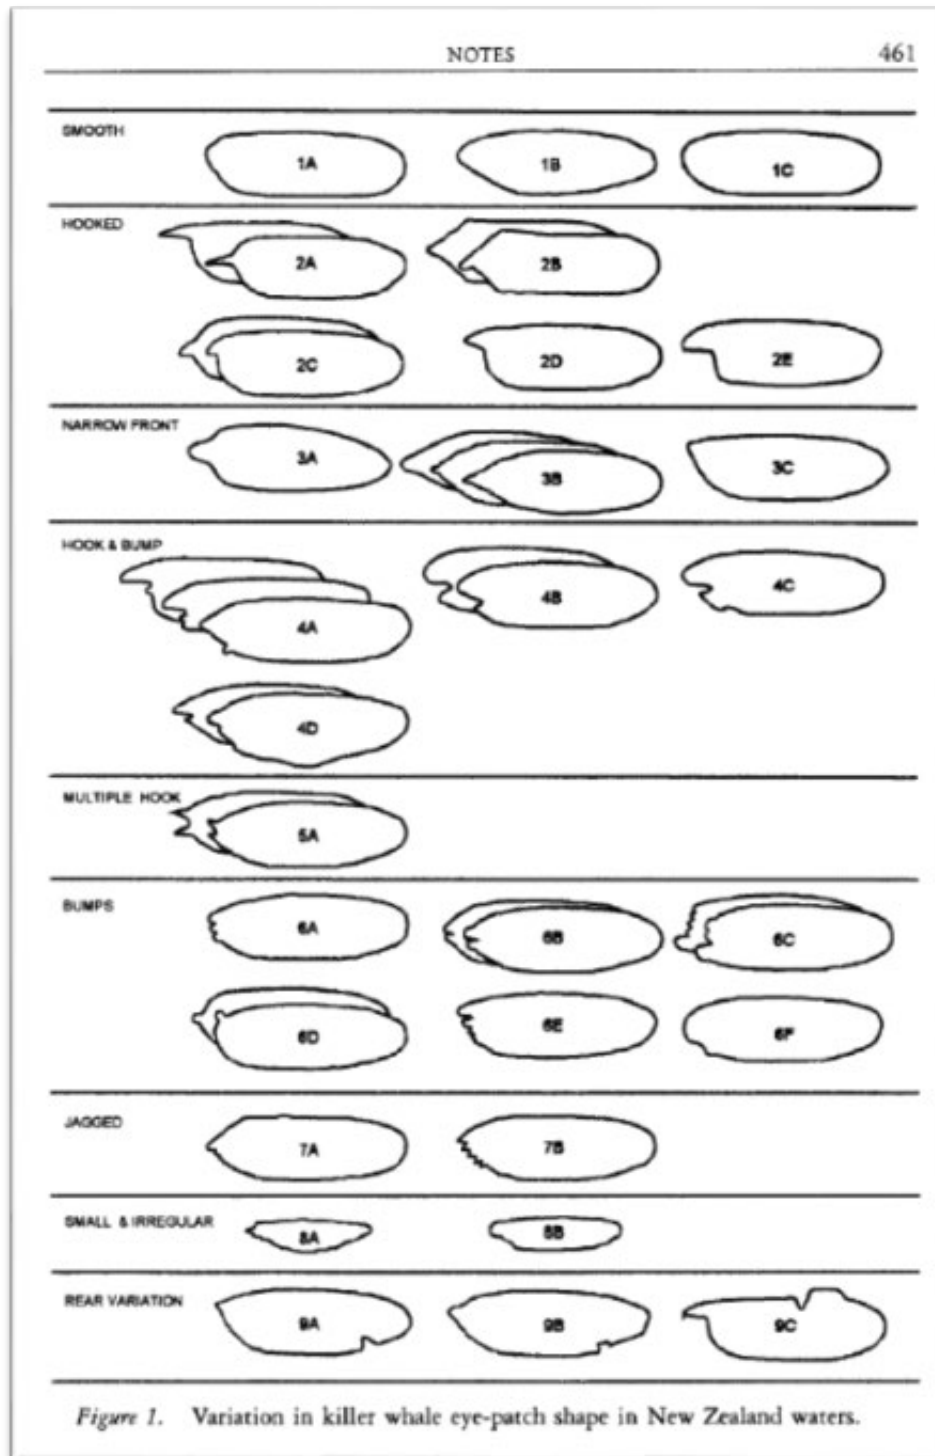 NOTES 461
SMOOTH 1A 1B 1C
HOOKED 2A 2B
2C 2D 2E
NARROW FRONT 3A 3B 3C
HOOK & BUMP 4A 4B 4C
4D
MULTIPLE HOOK 5A
BUMPS 6A 6B 6C
6D 6E 6F
JAGGED 7A 7B
SMALL & IRREGULAR 8A 8B
REAR VARIATION 9A 9B 9C
Figure 1. Variation in killer whale eye-patch shape in New Zealand waters.